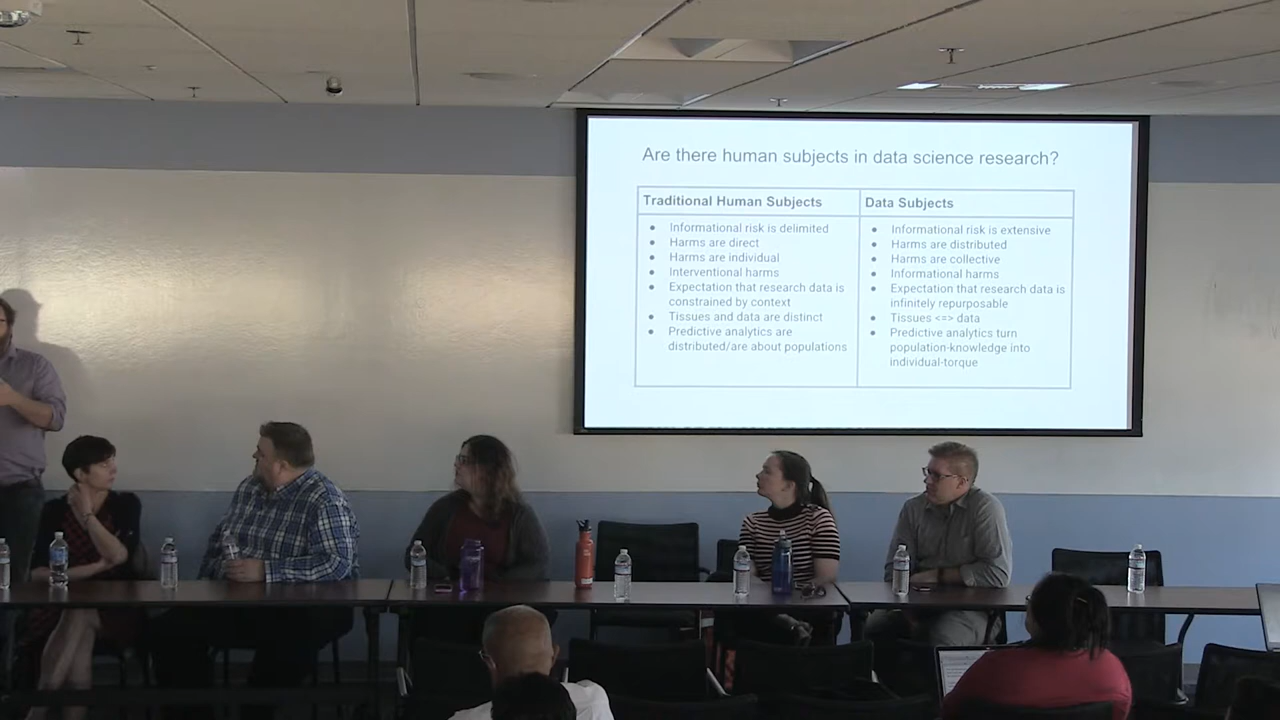 Are there human subjects in data science research?
Traditional Human Subjects
Data Subjects
Informational risk is delimited
Harms are direct
Harms are individual
Interventional harms
Expectation that research data is
constrained by context
Tissues and data are distinct
Predictive analytics are
distributed/are about populations
Informational risk is extensive
Harms are distributed
Harms are collective
Informational harms
Expectation that research data is
infinitely repurposable
Tissues <=> data
Predictive analytics turn
population-knowledge into
individual-torque